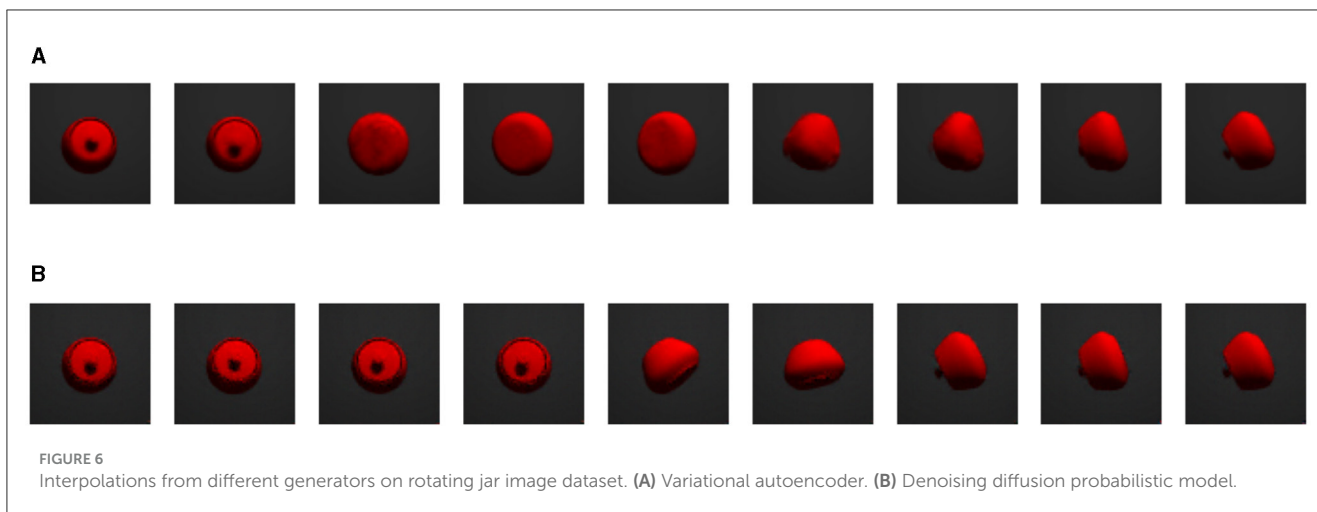 A
B
FIGURE 6
Interpolations from different generators on rotating jar image dataset. (A) Variational autoencoder. (B) Denoising diffusion probabilistic model.